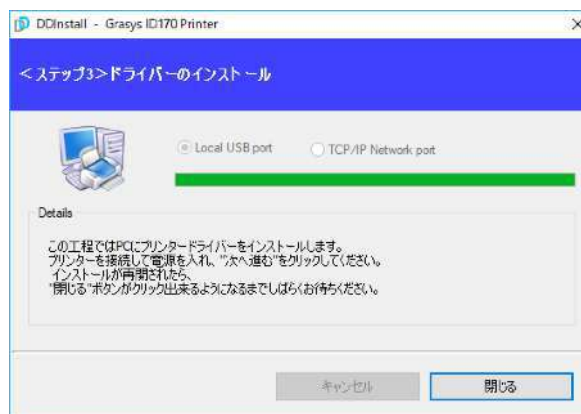 DDInstall - Grasys ID170 Printer
<ステップ3>ドライバーのインストール
Local USB port
TCP/IP Network port
Details
この工程ではPCにプリンタードライバーをインストールします。
プリンターを接続して電源を入れ、"次へ進む"をクリックしてください。
インストールが再開されたら、
"閉じる"ボタンがクリック出来るようになるまでしばらくお待ちください。
キャンセル
閉じる